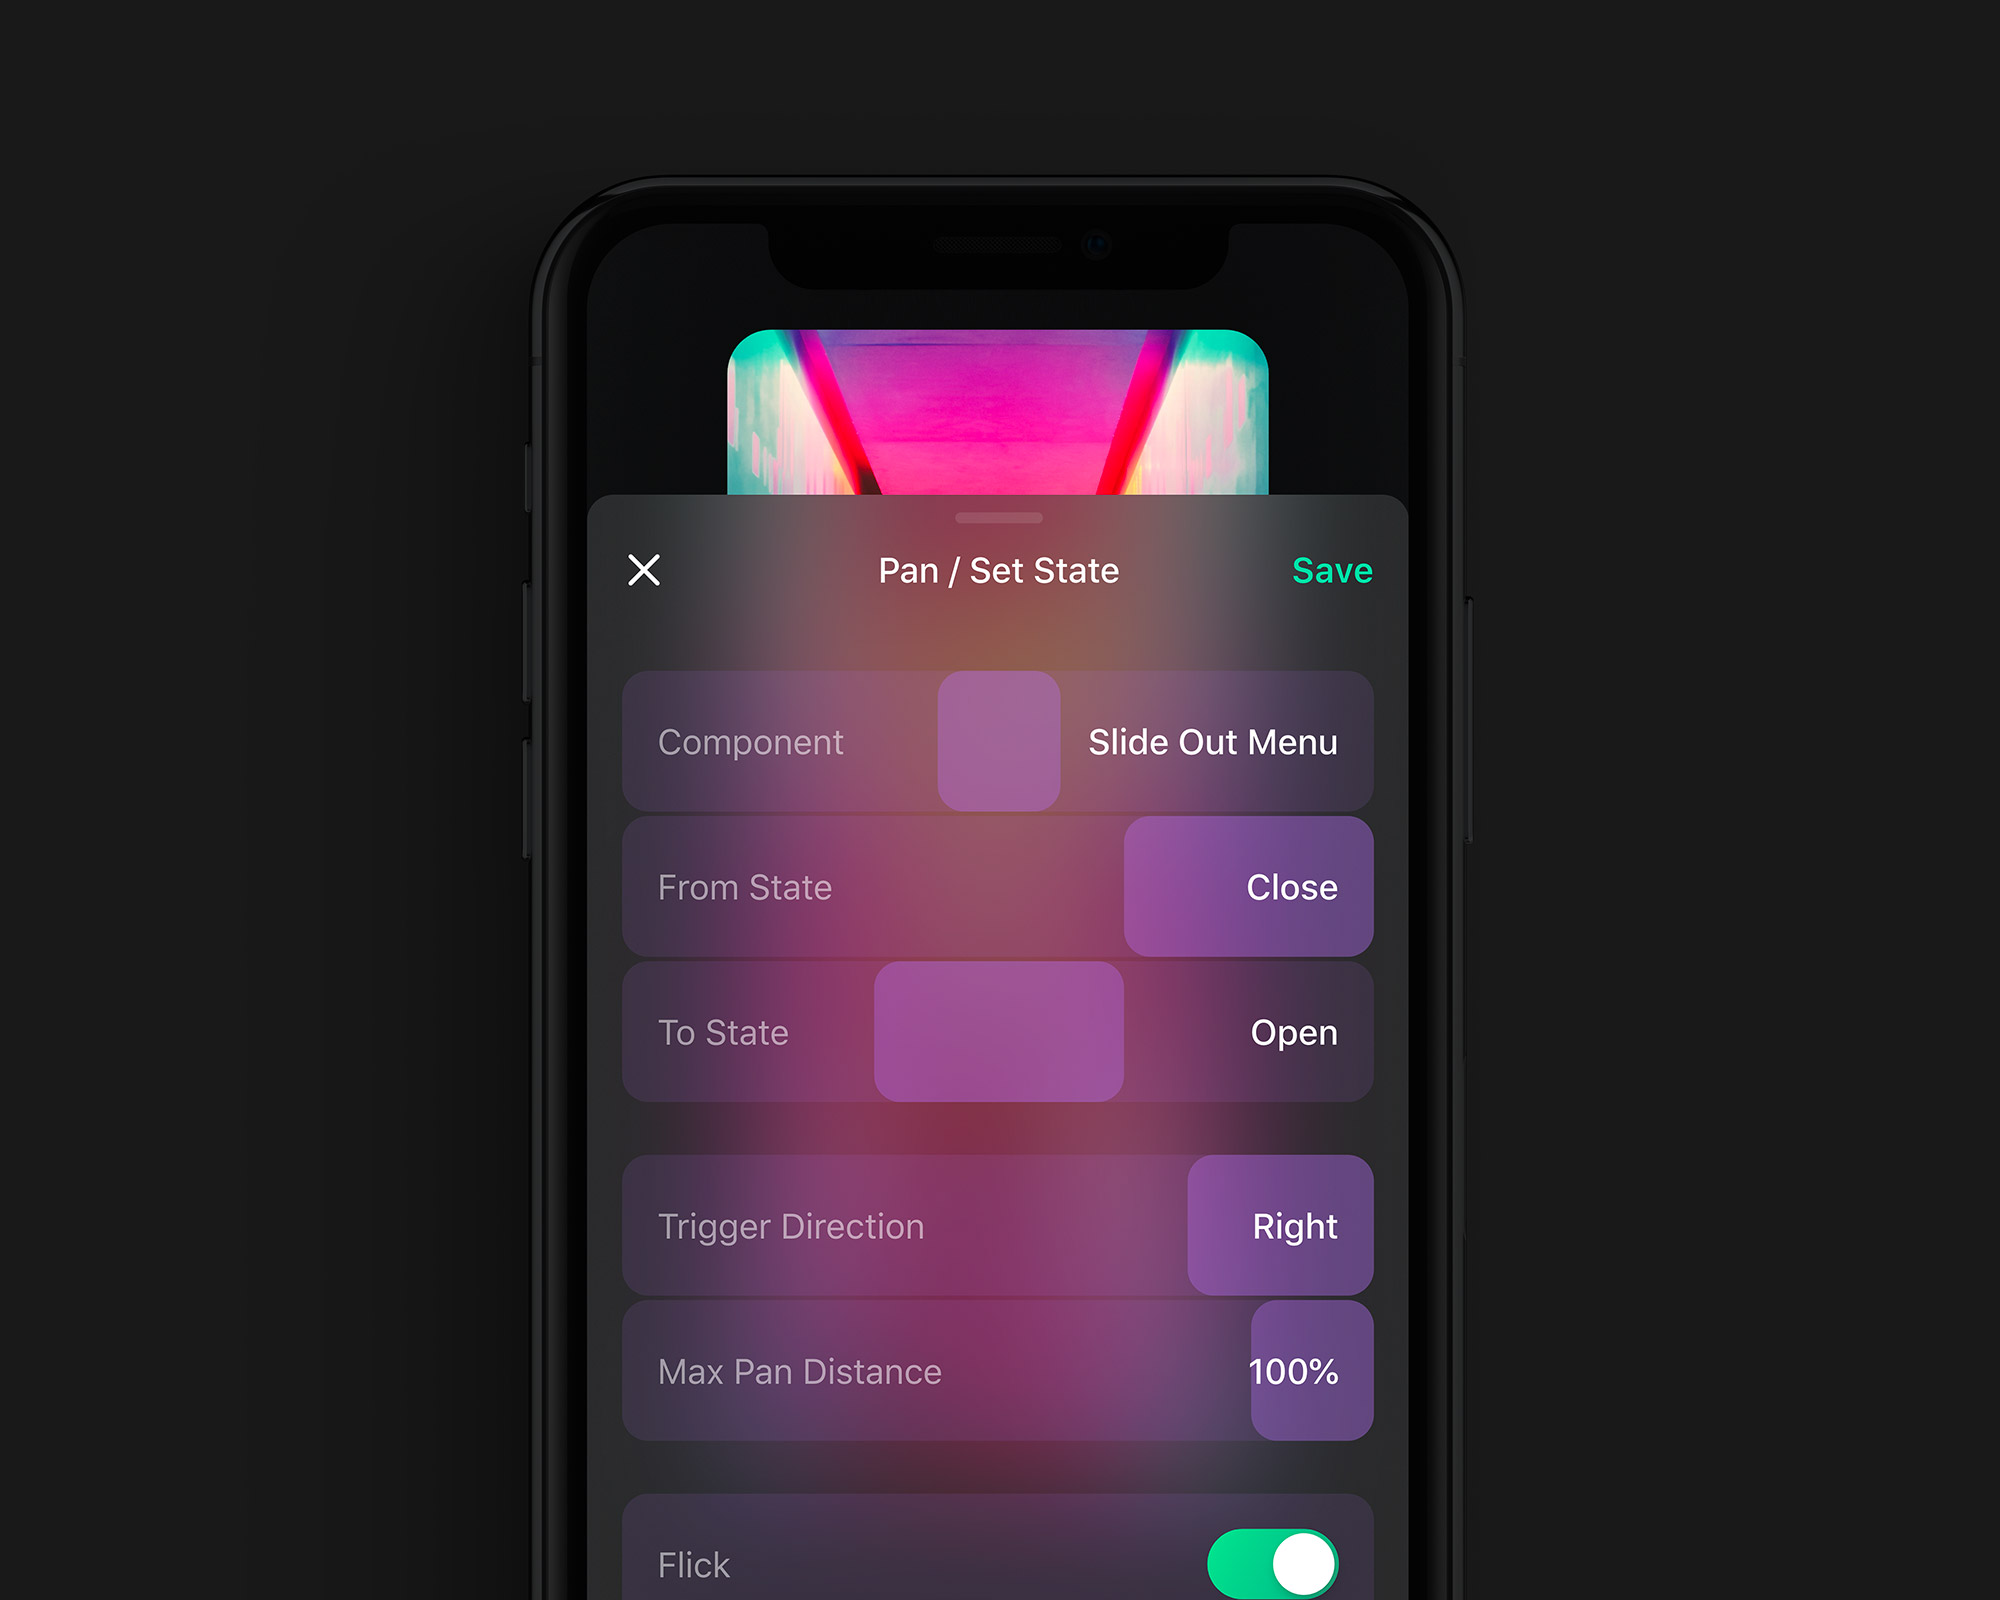 Pan / Set State
Save
Component
Slide Out Menu
From State
Close
To State
Open
Trigger Direction
Right
Max Pan Distance
100%
Flick